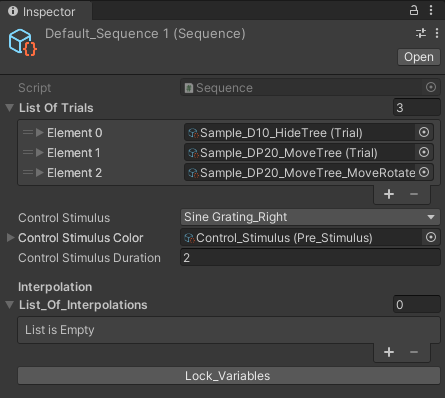 Inspector
Default_Sequence 1 (Sequence)
Open
Script Sequence
List Of Trials 3
Element 0 Sample_D10_HideTree (Trial)
Element 1 Sample_DP20_MoveTree (Trial)
Element 2 Sample_DP20_MoveTree_MoveRotate
+ −
Control Stimulus Sine Grating_Right
Control Stimulus Color Control_Stimulus (Pre_Stimulus)
Control Stimulus Duration 2
Interpolation
List_Of_Interpolations 0
List is Empty
+ −
Lock_Variables